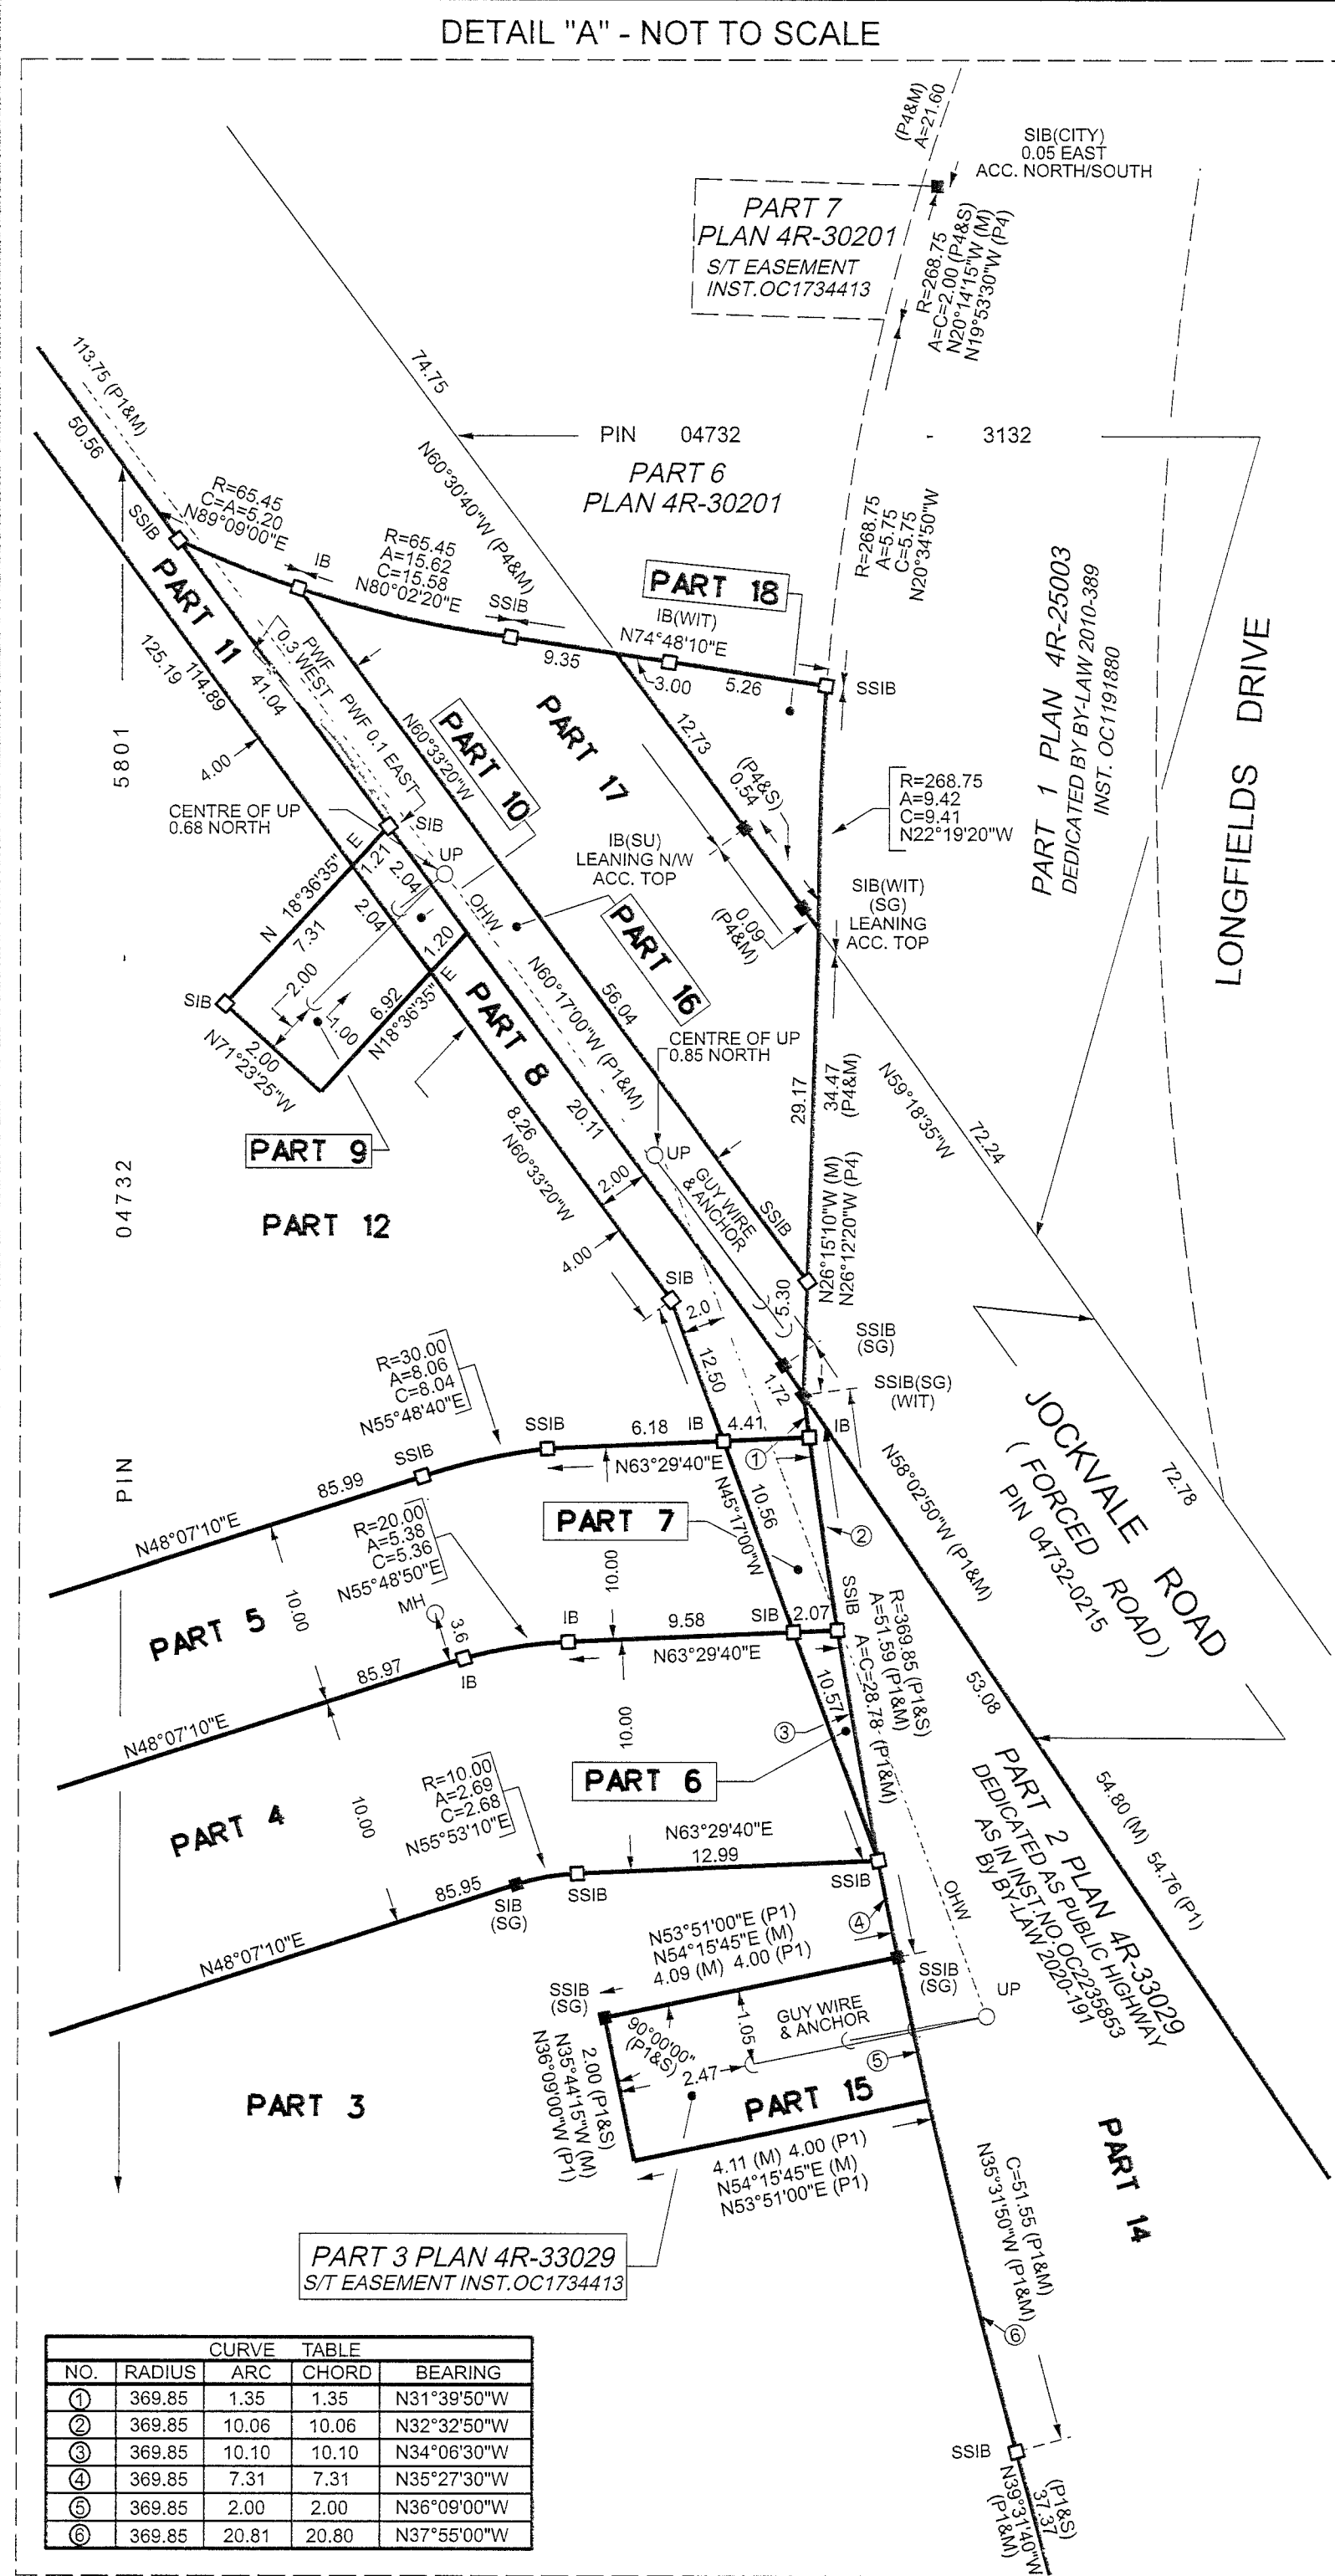 DETAIL "A" - NOT TO SCALE
(P4&M)
A=21.60
SIB(CITY)
0.05 EAST
ACC. NORTH/SOUTH
PART 7
PLAN 4R-30201
S/T EASEMENT
INST.OC1734413
R=268.75
A=C=2.00 (P4&S)
N20°14'15"W (M)
N19°53'30"W (P4)
113.75 (P1&M)
50.56
74.75
N60°30'40"W (P4&M)
PIN 04732 - 3132
PART 6
PLAN 4R-30201
R=268.75
A=5.75
C=5.75
N20°34'50"W
SSIB
R=65.45
C=A=5.20
N89°09'00"E
IB
R=65.45
A=15.62
C=15.58
N80°02'20"E
SSIB
PART 18
IB(WIT)
N74°48'10"E
9.35
3.00
5.26
SSIB
PART 1 PLAN 4R-25003
DEDICATED BY BY-LAW 2010-389
INST. OC1191880
LONGFIELDS DRIVE
PART 11
125.19
114.89
41.04
PWF
0.3 WEST
PWF 0.1 EAST
N60°33'20"W
PART 10
PART 17
12.73
(P4&S)
0.54
R=268.75
A=9.42
C=9.41
N22°19'20"W
5801
4.00
CENTRE OF UP
0.68 NORTH
SIB
UP
OHW
IB(SU)
LEANING N/W
ACC. TOP
SIB(WIT)
(SG)
LEANING
ACC. TOP
0.09
(P4&M)
N 18°36'35" E
1.21
2.04
2.04
7.31
1.20
PART 16
SIB
2.00
1.00
6.92
N18°36'35" E
2.00
N71°23'25"W
PART 8
N60°17'00"W (P1&M)
56.04
CENTRE OF UP
0.85 NORTH
20.11
29.17
34.47
(P4&M)
N59°18'35"W
72.24
PART 9
-
04732
PART 12
8.26
N60°33'20"W
2.00
UP
GUY WIRE
& ANCHOR
SSIB
N26°15'10"W (M)
N26°12'20"W (P4)
4.00
SIB
2.0
5.30
SSIB
(SG)
12.50
1.72
SSIB(SG)
(WIT)
R=30.00
A=8.06
C=8.04
N55°48'40"E
SSIB
SSIB
6.18
IB
4.41
IB
N63°29'40"E
①
JOCKVALE ROAD
( FORCED ROAD )
PIN 04732-0215
72.78
PIN
N48°07'10"E
85.99
R=20.00
A=5.38
C=5.36
N55°48'50"E
PART 7
N45°17'00"W
10.56
②
N58°02'50"W (P1&M)
MH
3.6
PART 5
10.00
10.00
IB
9.58
SIB
2.07
SSIB
N63°29'40"E
85.97
IB
N48°07'10"E
R=369.85 (P1&S)
A=51.59 (P1&M)
A=C=28.78 (P1&M)
53.08
10.57
③
10.00
PART 6
R=10.00
A=2.69
C=2.68
N55°53'10"E
PART 4
10.00
N63°29'40"E
12.99
PART 2 PLAN 4R-33029
DEDICATED AS PUBLIC HIGHWAY
AS IN INST.NO.OC2235853
By BY-LAW 2020-191
54.80 (M) 54.76 (P1)
85.95
SIB
(SG)
SSIB
SSIB
OHW
N48°07'10"E
④
N53°51'00"E (P1)
N54°15'45"E (M)
4.09 (M) 4.00 (P1)
SSIB
(SG)
SSIB
(SG)
UP
90°00'00"
(P1&S)
1.05
GUY WIRE
& ANCHOR
2.47
⑤
2.00 (P1&S)
N35°44'15"W (M)
N36°09'00"W (P1)
PART 15
PART 3
4.11 (M) 4.00 (P1)
N54°15'45"E (M)
N53°51'00"E (P1)
PART 14
C=51.55 (P1&M)
N35°31'50"W (P1&M)
PART 3 PLAN 4R-33029
S/T EASEMENT INST.OC1734413
⑥
SSIB
(P1&S)
37.37
N39°31'40"W
(P1&M)
CURVE TABLE
NO. RADIUS ARC CHORD BEARING
① 369.85 1.35 1.35 N31°39'50"W
② 369.85 10.06 10.06 N32°32'50"W
③ 369.85 10.10 10.10 N34°06'30"W
④ 369.85 7.31 7.31 N35°27'30"W
⑤ 369.85 2.00 2.00 N36°09'00"W
⑥ 369.85 20.81 20.80 N37°55'00"W